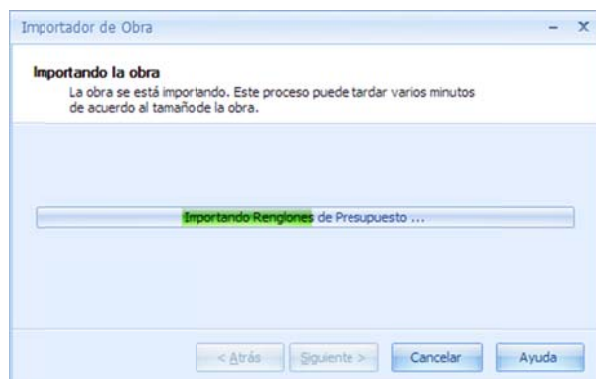 Importador de Obra
Importando la obra
La obra se está importando. Este proceso puede tardar varios minutos
de acuerdo al tamañode la obra.
Importando Renglones de Presupuesto ...
< Atrás Siguiente > Cancelar Ayuda